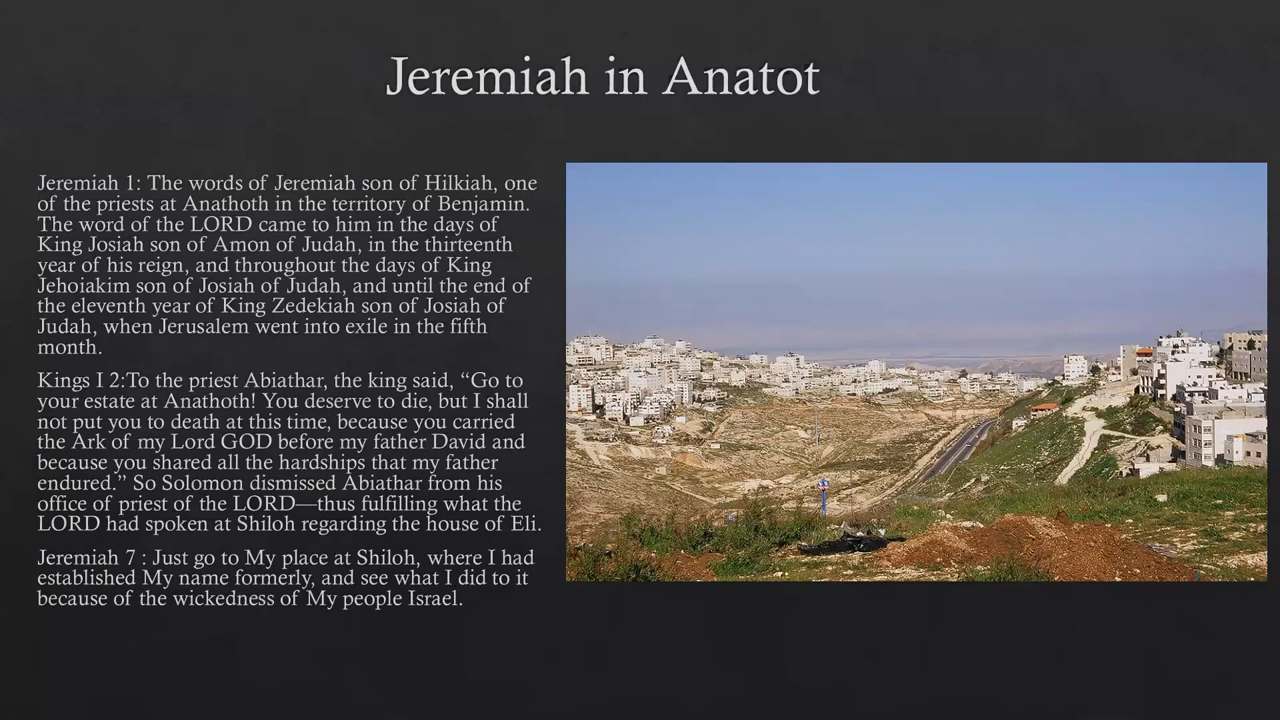 Jeremiah in Anatot
Jeremiah 1: The words of Jeremiah son of Hilkiah, one
of the priests at Anathoth in the territory of Benjamin.
The word of the LORD came to him in the days of
King Josiah son of Amon of Judah, in the thirteenth
year of his reign, and throughout the days of King
Jehoiakim son of Josiah of Judah, and until the end of
the eleventh year of King Zedekiah son of Josiah of
Judah, when Jerusalem went into exile in the fifth
month.
Kings I 2:To the priest Abiathar, the king said, “Go to
your estate at Anathoth! You deserve to die, but I shall
not put you to death at this time, because you carried
the Ark of my Lord GOD before my father David and
because you shared all the hardships that my father
endured.” So Solomon dismissed Abiathar from his
office of priest of the LORD—thus fulfilling what the
LORD had spoken at Shiloh regarding the house of Eli.
Jeremiah 7 : Just go to My place at Shiloh, where I had
established My name formerly, and see what I did to it
because of the wickedness of My people Israel.